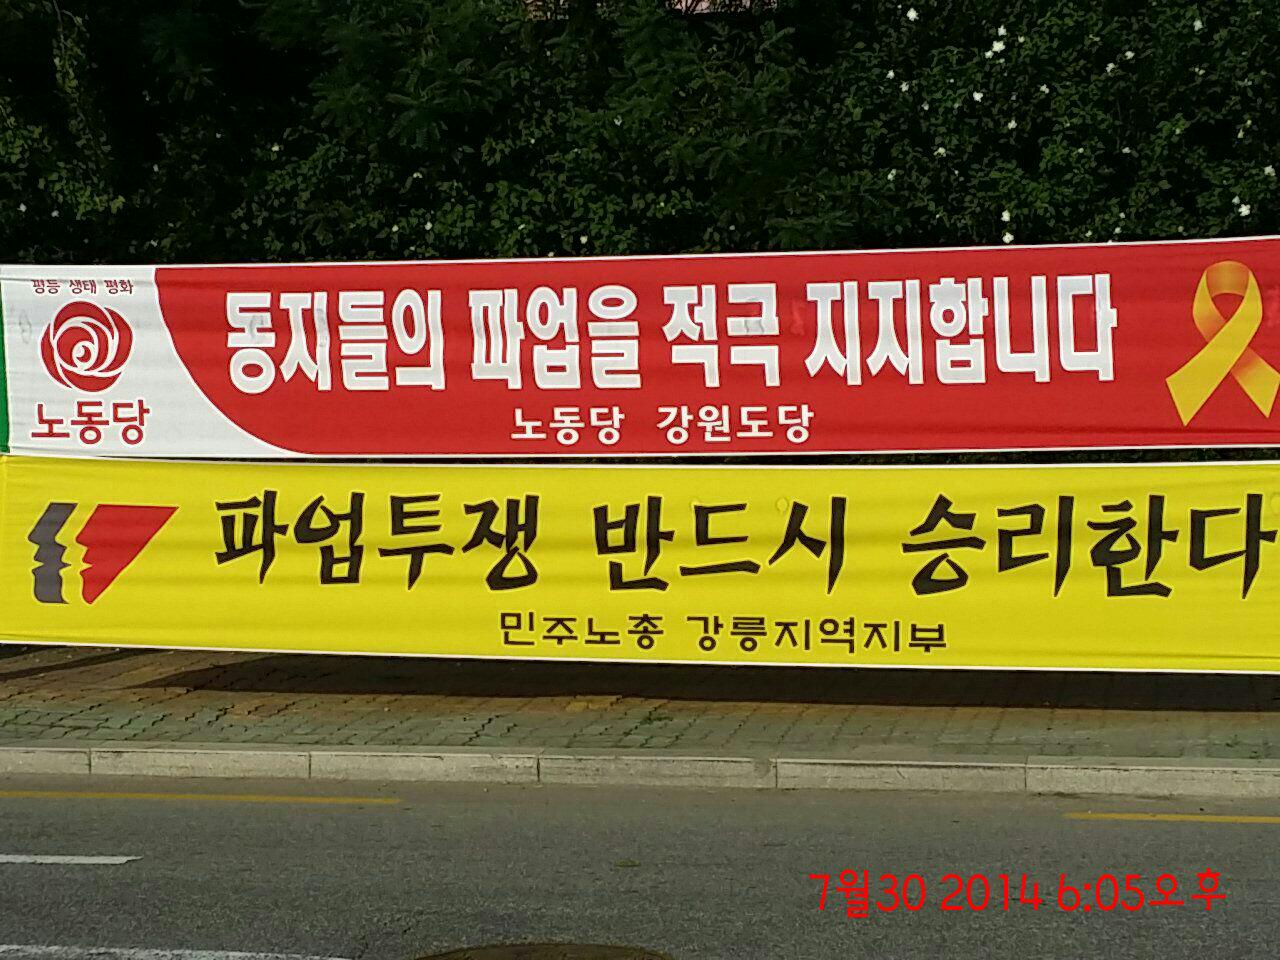 평등 생태 평화
노동당
동지들의 파업을 적극 지지합니다
노동당 강원도당
파업투쟁 반드시 승리한다
민주노총 강릉지역지부
7월30 2014 6:05오후